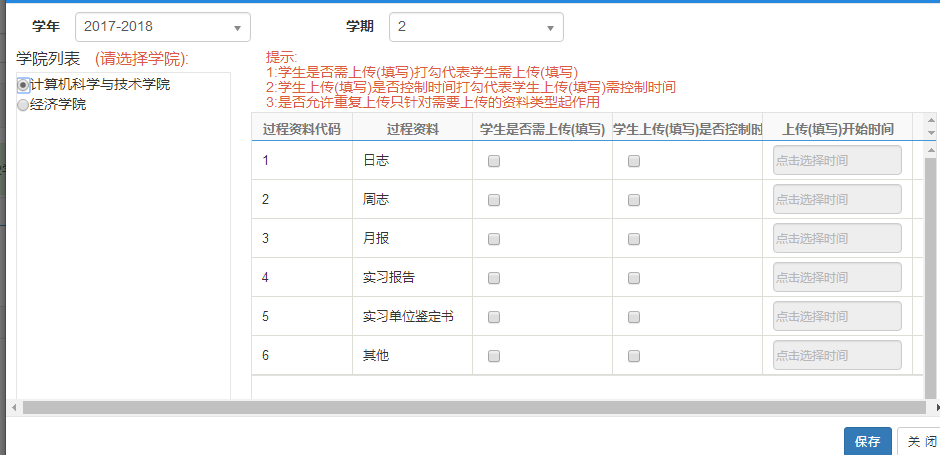 学年 2017-2018 学期 2
学院列表 (请选择学院):
计算机科学与技术学院
经济学院
提示:
1:学生是否需上传(填写)打勾代表学生需上传(填写)
2:学生上传(填写)是否控制时间打勾代表学生上传(填写)需控制时间
3:是否允许重复上传只针对需要上传的资料类型起作用
过程资料代码 过程资料 学生是否需上传(填写) 学生上传(填写)是否控制时 上传(填写)开始时间
1 日志 点击选择时间
2 周志 点击选择时间
3 月报 点击选择时间
4 实习报告 点击选择时间
5 实习单位鉴定书 点击选择时间
6 其他 点击选择时间
保存 关 闭